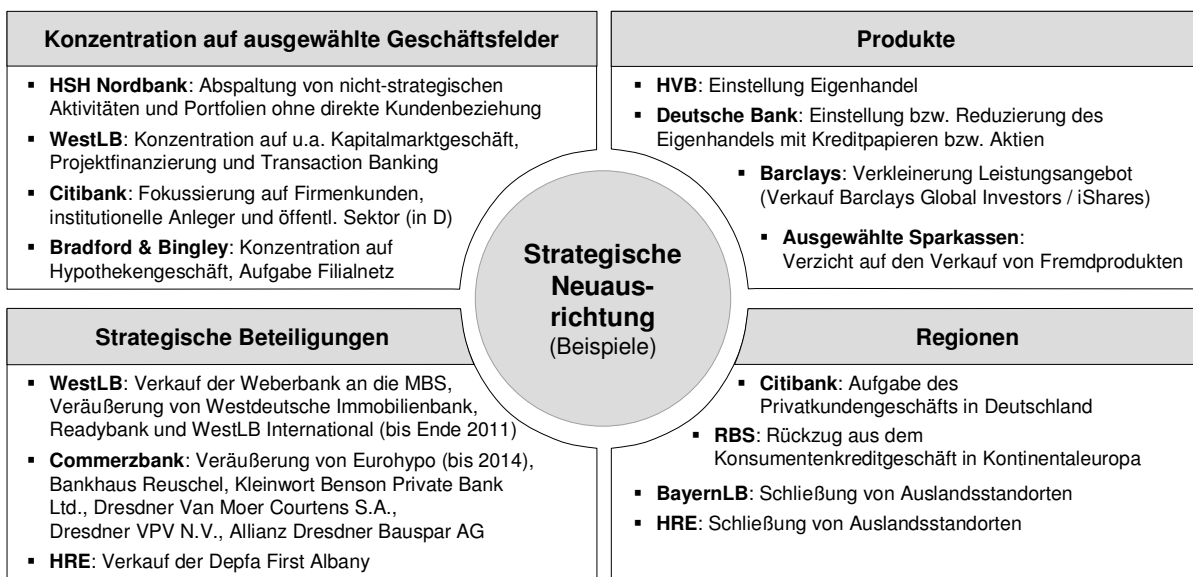 Konzentration auf ausgewählte Geschäftsfelder
▪ HSH Nordbank: Abspaltung von nicht-strategischen
Aktivitäten und Portfolien ohne direkte Kundenbeziehung
▪ WestLB: Konzentration auf u.a. Kapitalmarktgeschäft,
Projektfinanzierung und Transaction Banking
▪ Citibank: Fokussierung auf Firmenkunden,
institutionelle Anleger und öffentl. Sektor (in D)
▪ Bradford & Bingley: Konzentration auf
Hypothekengeschäft, Aufgabe Filialnetz
Produkte
▪ HVB: Einstellung Eigenhandel
▪ Deutsche Bank: Einstellung bzw. Reduzierung des
Eigenhandels mit Kreditpapieren bzw. Aktien
▪ Barclays: Verkleinerung Leistungsangebot
(Verkauf Barclays Global Investors / iShares)
▪ Ausgewählte Sparkassen:
Verzicht auf den Verkauf von Fremdprodukten
Strategische
Neuaus-
richtung
(Beispiele)
Strategische Beteiligungen
▪ WestLB: Verkauf der Weberbank an die MBS,
Veräußerung von Westdeutsche Immobilienbank,
Readybank und WestLB International (bis Ende 2011)
▪ Commerzbank: Veräußerung von Eurohypo (bis 2014),
Bankhaus Reuschel, Kleinwort Benson Private Bank
Ltd., Dresdner Van Moer Courtens S.A.,
Dresdner VPV N.V., Allianz Dresdner Bauspar AG
▪ HRE: Verkauf der Depfa First Albany
Regionen
▪ Citibank: Aufgabe des
Privatkundengeschäfts in Deutschland
▪ RBS: Rückzug aus dem
Konsumentenkreditgeschäft in Kontinentaleuropa
▪ BayernLB: Schließung von Auslandsstandorten
▪ HRE: Schließung von Auslandsstandorten